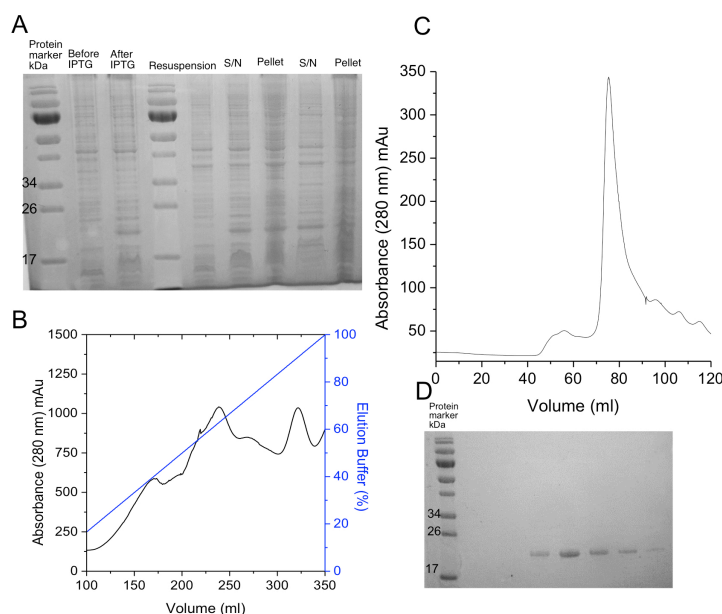 A
Protein
marker
kDa
Before
IPTG
After
IPTG
Resuspension
S/N
Pellet
S/N
Pellet
34
26
17
B
1500
1250
1000
750
500
250
0
Absorbance (280 nm) mAu
100
80
60
40
20
0
Elution Buffer (%)
100 150 200 250 300 350
Volume (ml)
C
350
300
250
200
150
100
50
Absorbance (280 nm) mAu
0 20 40 60 80 100 120
Volume (ml)
D
Protein
marker
kDa
34
26
17